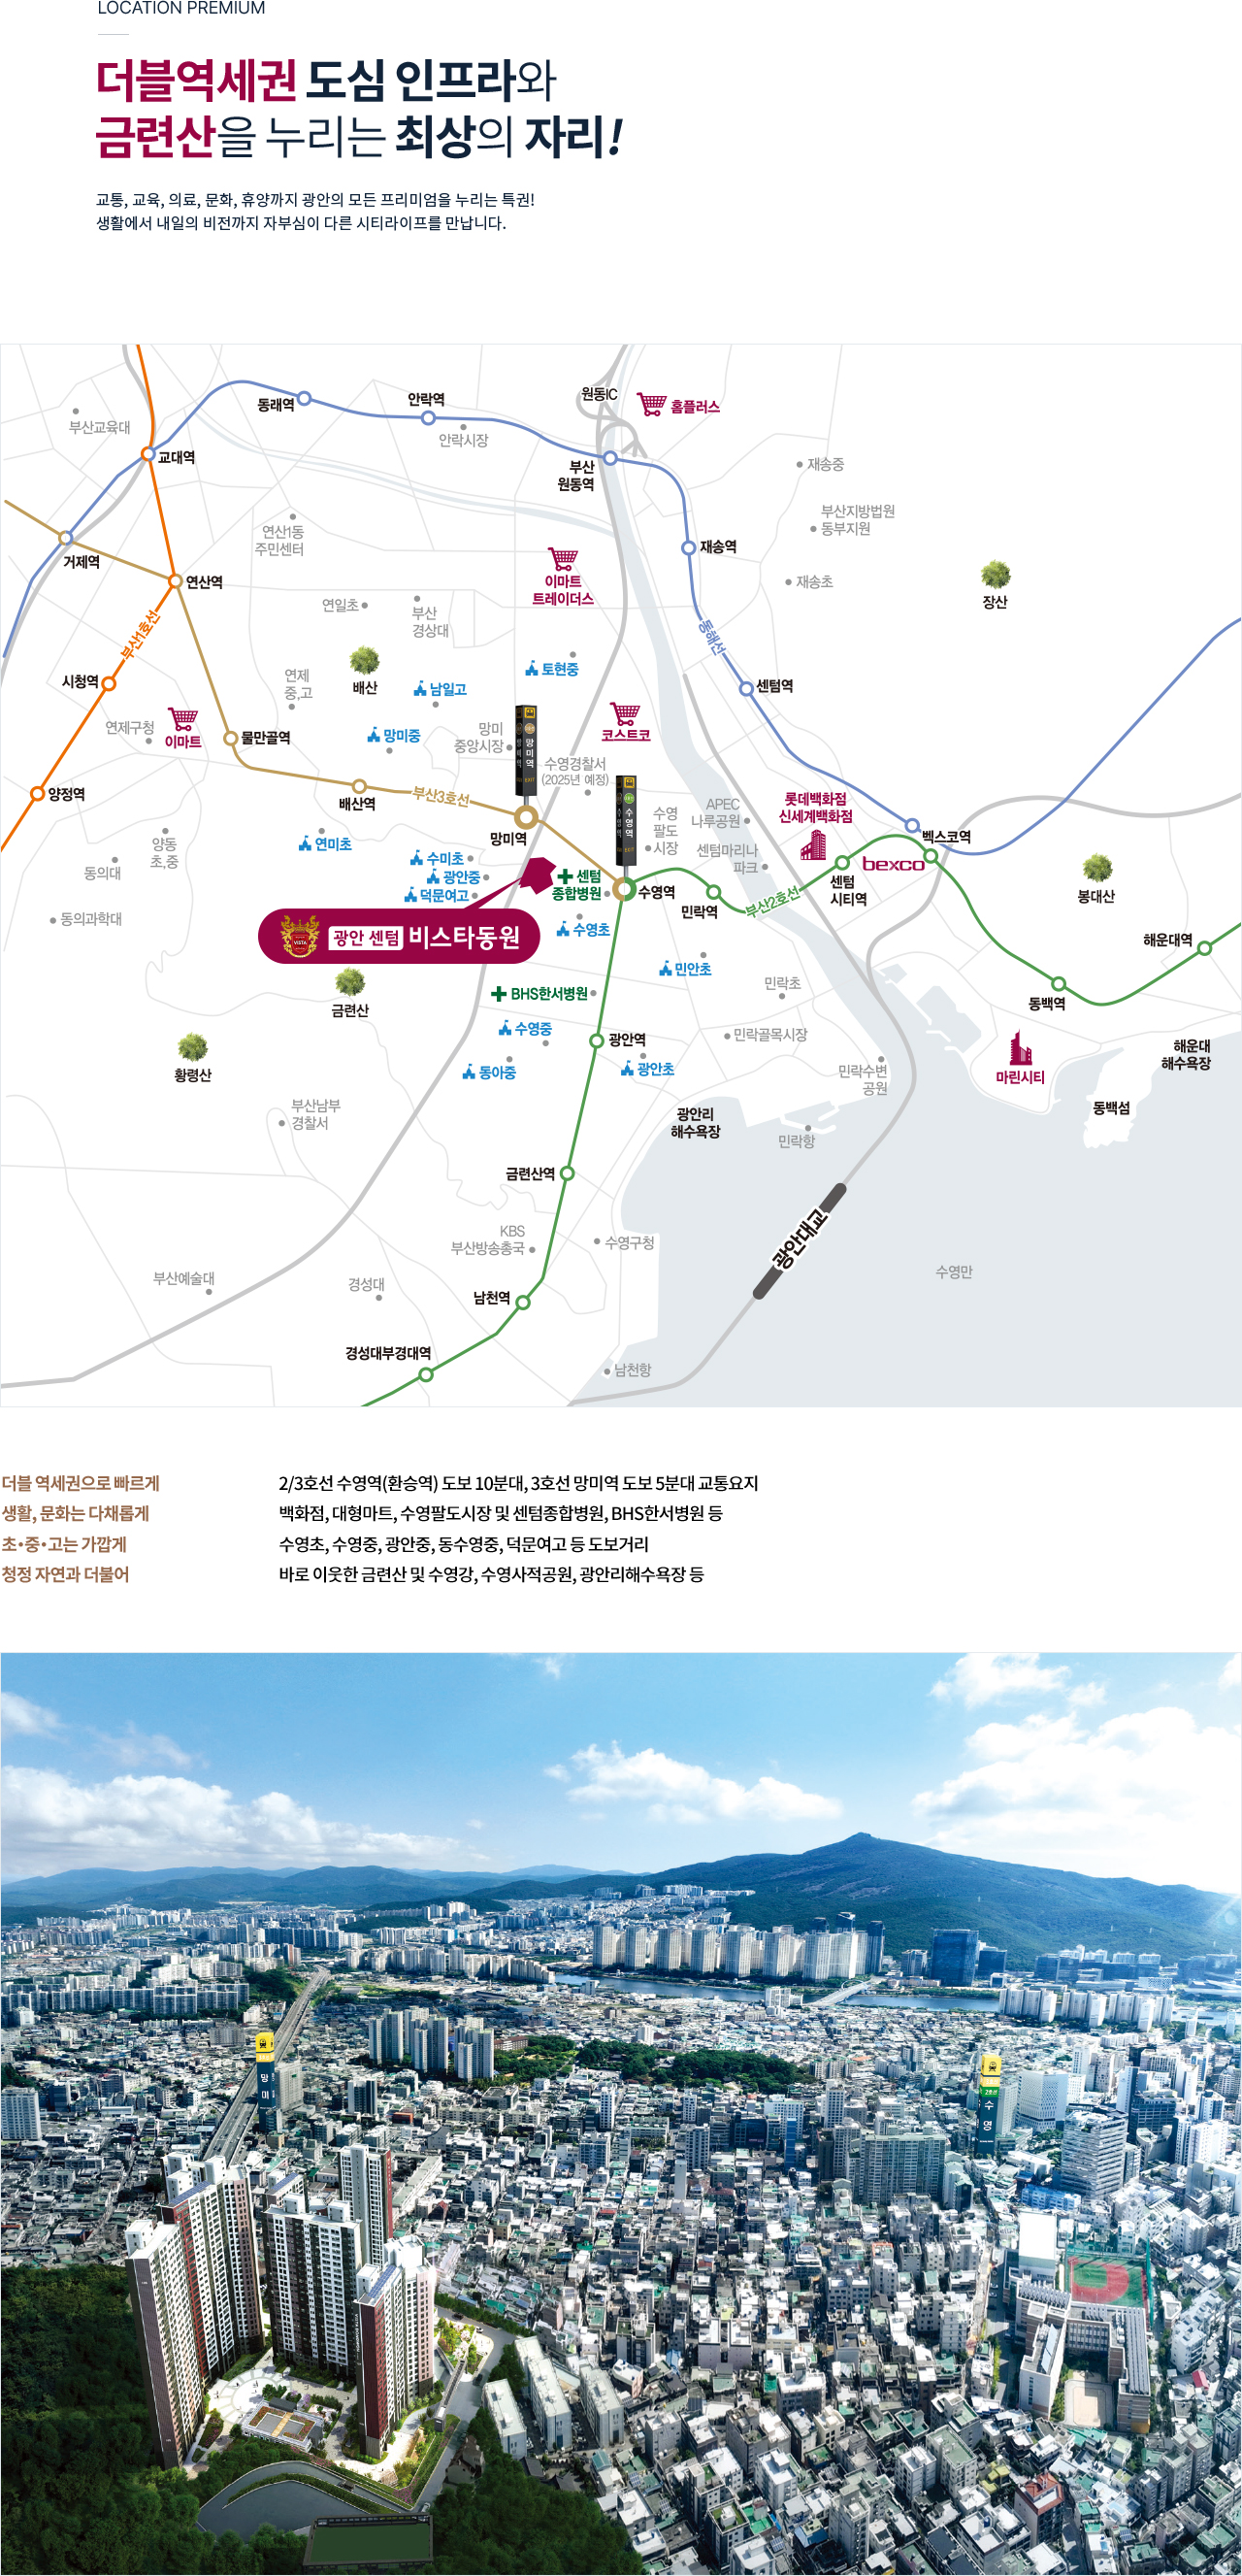 LOCATION PREMIUM
더블역세권 도심 인프라와
금련산을 누리는 최상의 자리!
교통, 교육, 의료, 문화, 휴양까지 광안의 모든 프리미엄을 누리는 특권!
생활에서 내일의 비전까지 자부심이 다른 시티라이프를 만납니다.
원동IC
홈플러스
동래역
안락역
안락시장
부산교육대
교대역
부산
원동역
재송중
부산지방법원
동부지원
연산1동
주민센터
거제역
재송역
이마트
트레이더스
연산역
재송초
장산
연일초
부산
경상대
부산1호선
동해선
토현중
시청역
연제
중,고
배산
남일고
센텀역
연제구청
이마트
물만골역
망미중
망미
중앙시장
망미역
코스트코
수영경찰서
(2025년 예정)
양정역
배산역
부산3호선
수영역
수영
팔도
시장
APEC
나루공원
롯데백화점
신세계백화점
벡스코역
망미역
양동
초,중
연미초
센텀마리나
파크
bexco
동의대
수미초
광안중
덕문여고
센텀
종합병원
수영역
민락역
부산2호선
센텀
시티역
봉대산
동의과학대
VISTA
광안 센텀 비스타동원
수영초
해운대역
민안초
금련산
BHS한서병원
민락초
동백역
수영중
광안역
민락골목시장
황령산
동아중
광안초
민락수변
공원
마린시티
해운대
해수욕장
부산남부
경찰서
광안리
해수욕장
민락항
동백섬
금련산역
KBS
부산방송총국
수영구청
광안대교
부산예술대
경성대
남천역
수영만
경성대부경대역
남천항
더블 역세권으로 빠르게
2/3호선 수영역(환승역) 도보 10분대, 3호선 망미역 도보 5분대 교통요지
생활, 문화는 다채롭게
백화점, 대형마트, 수영팔도시장 및 센텀종합병원, BHS한서병원 등
초·중·고는 가깝게
수영초, 수영중, 광안중, 동수영중, 덕문여고 등 도보거리
청정 자연과 더불어
바로 이웃한 금련산 및 수영강, 수영사적공원, 광안리해수욕장 등
망미
2호선
수영